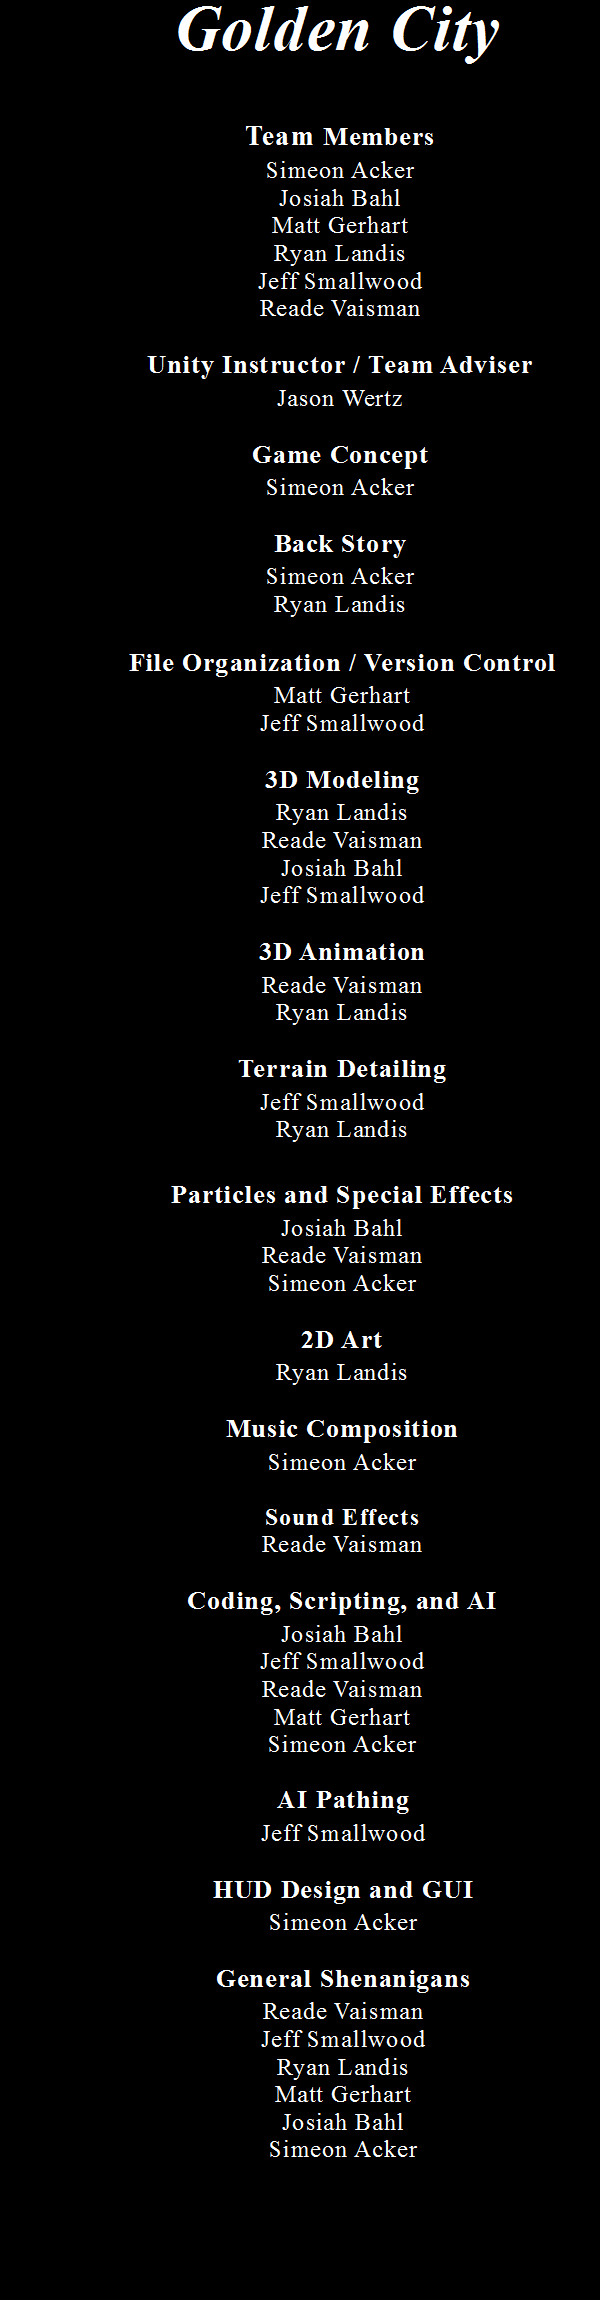 Golden City
Team Members
Simeon Acker
Josiah Bahl
Matt Gerhart
Ryan Landis
Jeff Smallwood
Reade Vaisman
Unity Instructor / Team Adviser
Jason Wertz
Game Concept
Simeon Acker
Back Story
Simeon Acker
Ryan Landis
File Organization / Version Control
Matt Gerhart
Jeff Smallwood
3D Modeling
Ryan Landis
Reade Vaisman
Josiah Bahl
Jeff Smallwood
3D Animation
Reade Vaisman
Ryan Landis
Terrain Detailing
Jeff Smallwood
Ryan Landis
Particles and Special Effects
Josiah Bahl
Reade Vaisman
Simeon Acker
2D Art
Ryan Landis
Music Composition
Simeon Acker
Sound Effects
Reade Vaisman
Coding, Scripting, and AI
Josiah Bahl
Jeff Smallwood
Reade Vaisman
Matt Gerhart
Simeon Acker
AI Pathing
Jeff Smallwood
HUD Design and GUI
Simeon Acker
General Shenanigans
Reade Vaisman
Jeff Smallwood
Ryan Landis
Matt Gerhart
Josiah Bahl
Simeon Acker